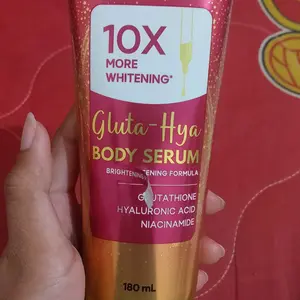 10X
MORE
WHITENING*
Gluta-Hya
BODY SERUM
FORMULA
GLUTATHIONE
HYALURONIC ACID
NIACINAMIDE
180 mL